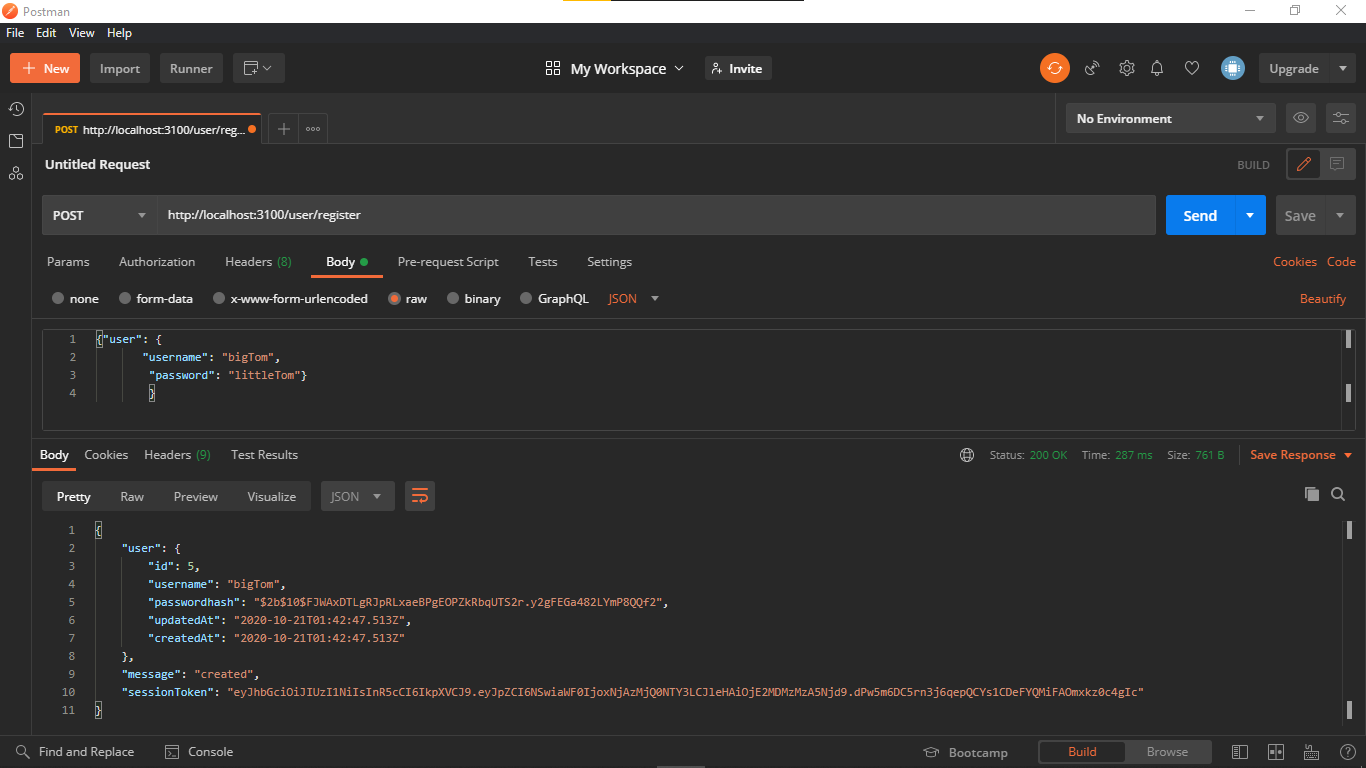 Postman
File Edit View Help
New Import Runner My Workspace Invite Upgrade
POST http://localhost:3100/user/reg... No Environment
Untitled Request BUILD
POST http://localhost:3100/user/register Send Save
Params Authorization Headers (8) Body Pre-request Script Tests Settings Cookies Code
none form-data x-www-form-urlencoded raw binary GraphQL JSON Beautify
1 {"user": {
2 "username": "bigTom",
3 "password": "littleTom"}
4 }
Body Cookies Headers (9) Test Results Status: 200 OK Time: 287 ms Size: 761 B Save Response
Pretty Raw Preview Visualize JSON
1 {
2 "user": {
3 "id": 5,
4 "username": "bigTom",
5 "passwordhash": "$2b$10$FJWAxDTLgRJpRLxaeBPgEOPZkRbqUTS2r.y2gFEGa482LYmP8QQf2",
6 "updatedAt": "2020-10-21T01:42:47.513Z",
7 "createdAt": "2020-10-21T01:42:47.513Z"
8 },
9 "message": "created",
10 "sessionToken": "eyJhbGciOiJIUzI1NiIsInR5cCI6IkpXVCJ9.eyJpZCI6NSwiaWF0IjoxNjAzMjQ0NTY3LCJleHAiOjE2MDMzMzA5Njd9.dPw5m6DC5rn3j6qepQCYs1CDeFYQMiFAOmxkz0c4gIc"
11 }
Find and Replace Console Bootcamp Build Browse